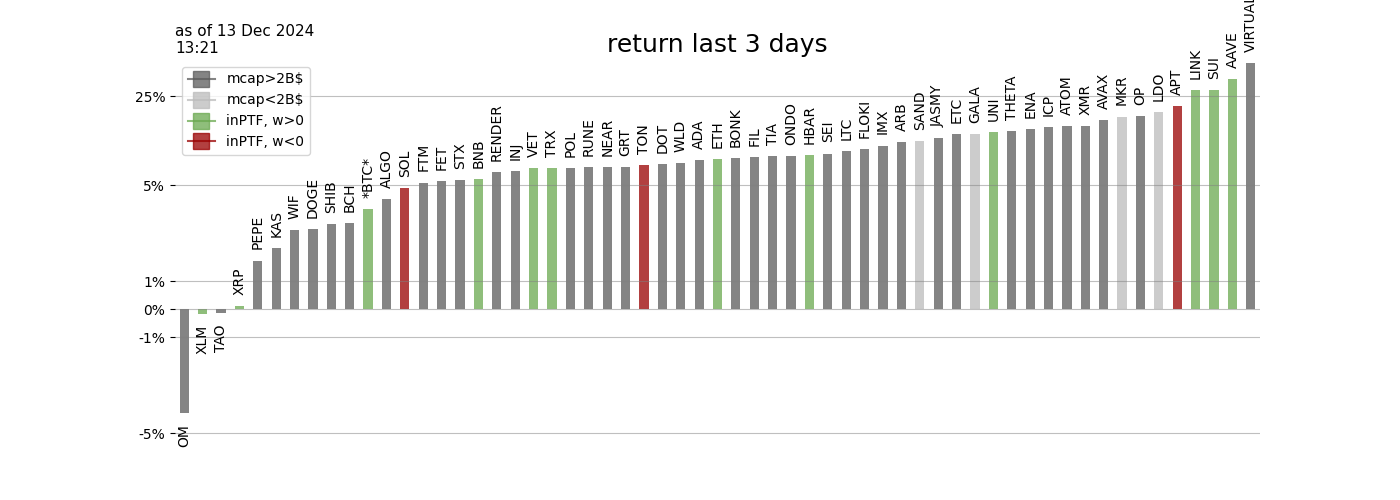 as of 13 Dec 2024
13:21
return last 3 days
mcap>2B$
mcap<2B$
inPTF, w>0
inPTF, w<0
25%
5%
1%
0%
-1%
-5%
OM
XLM
TAO
XRP
PEPE
KAS
WIF
DOGE
SHIB
BCH
*BTC*
ALGO
SOL
FTM
FET
STX
BNB
RENDER
INJ
VET
TRX
POL
RUNE
NEAR
GRT
TON
DOT
WLD
ADA
ETH
BONK
FIL
TIA
ONDO
HBAR
SEI
LTC
FLOKI
IMX
ARB
SAND
JASMY
ETC
GALA
UNI
THETA
ENA
ICP
ATOM
XMR
AVAX
MKR
OP
LDO
APT
LINK
SUI
AAVE
VIRTUAL